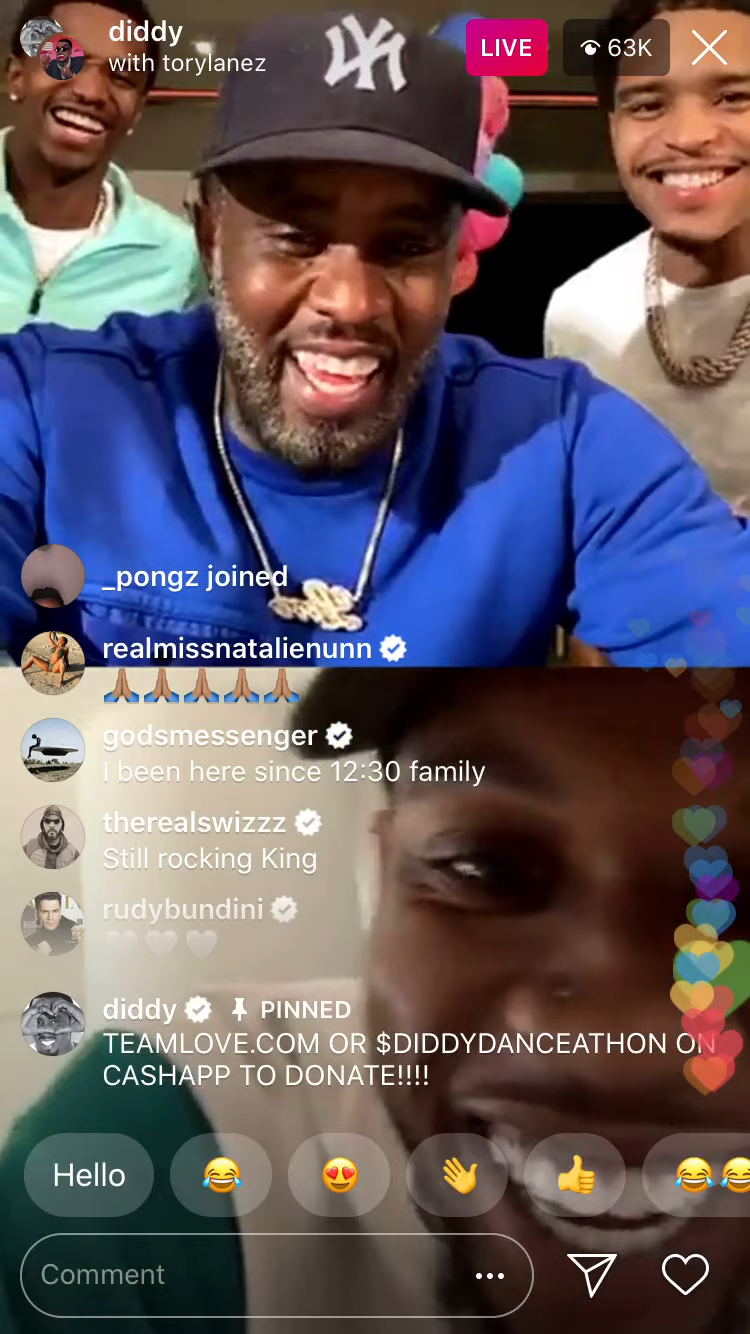 diddy
with torylanez
LIVE
63K
_pongz joined
realmissnatalienunn
🙏🏽🙏🏽🙏🏽🙏🏽🙏🏽
godsmessenger
I been here since 12:30 family
therealswizzz
Still rocking King
rudybundini
🤍🤍🤍
diddy PINNED
TEAMLOVE.COM OR $DIDDYDANCEATHON ON
CASHAPP TO DONATE!!!!
Hello 😂 😍 👋 👍 😂😂
Comment